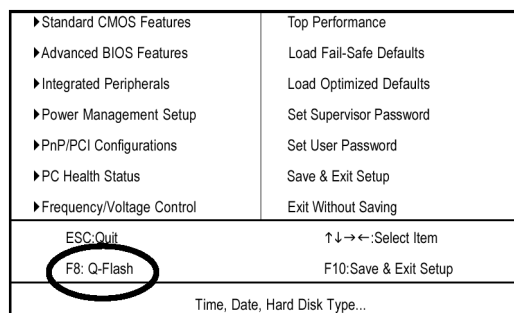 ▶Standard CMOS Features
▶Advanced BIOS Features
▶Integrated Peripherals
▶Power Management Setup
▶PnP/PCI Configurations
▶PC Health Status
▶Frequency/Voltage Control
Top Performance
Load Fail-Safe Defaults
Load Optimized Defaults
Set Supervisor Password
Set User Password
Save & Exit Setup
Exit Without Saving
ESC:Quit
↑↓→←:Select Item
F8: Q-Flash
F10:Save & Exit Setup
Time, Date, Hard Disk Type...